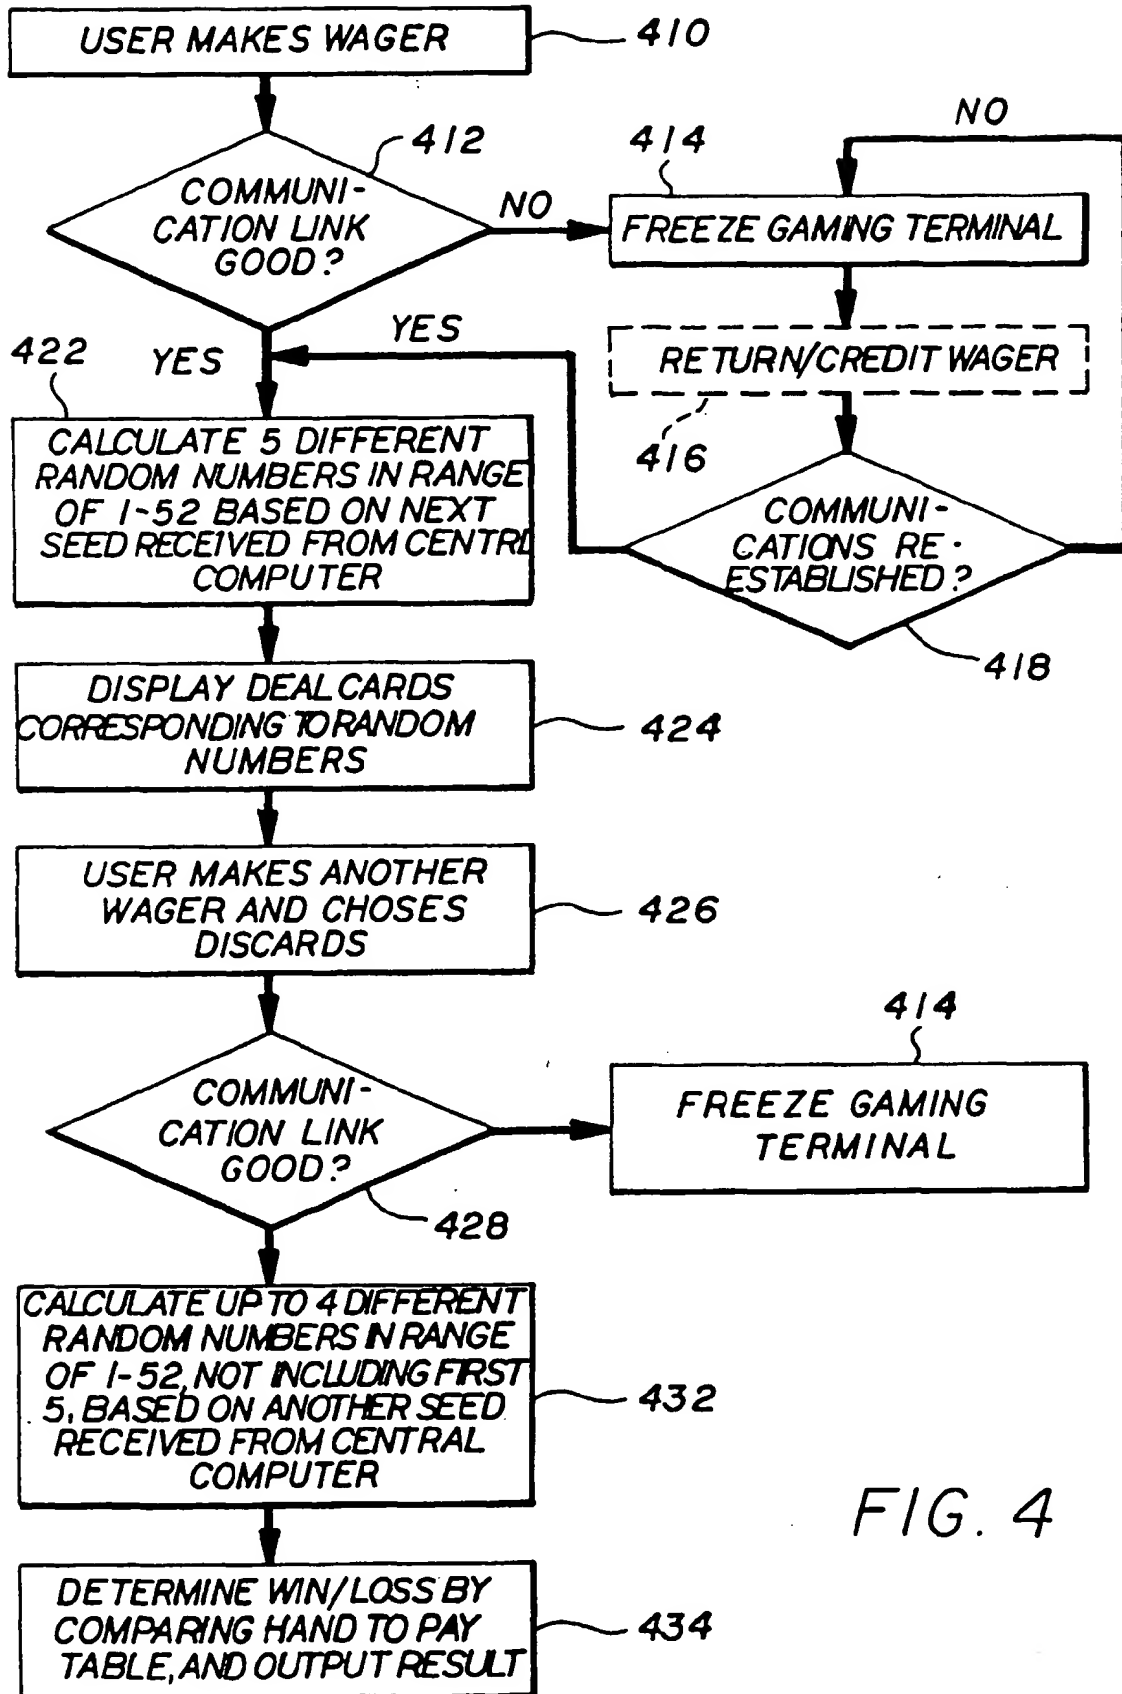 USER MAKES WAGER
410
412
COMMUNI-
CATION LINK
GOOD?
NO
414
FREEZE GAMING TERMINAL
NO
RETURN/CREDIT WAGER
416
COMMUNI-
CATIONS RE-
ESTABLISHED?
418
YES
YES
422
CALCULATE 5 DIFFERENT
RANDOM NUMBERS IN RANGE
OF 1-52 BASED ON NEXT
SEED RECEIVED FROM CENTRL
COMPUTER
DISPLAY DEAL CARDS
CORRESPONDING TO RANDOM
NUMBERS
424
USER MAKES ANOTHER
WAGER AND CHOSES
DISCARDS
426
COMMUNI-
CATION LINK
GOOD?
428
414
FREEZE GAMING
TERMINAL
CALCULATE UP TO 4 DIFFERENT
RANDOM NUMBERS IN RANGE
OF 1-52, NOT INCLUDING FIRST
5, BASED ON ANOTHER SEED
RECEIVED FROM CENTRAL
COMPUTER
432
DETERMINE WIN/LOSS BY
COMPARING HAND TO PAY
TABLE, AND OUTPUT RESULT
434
FIG. 4